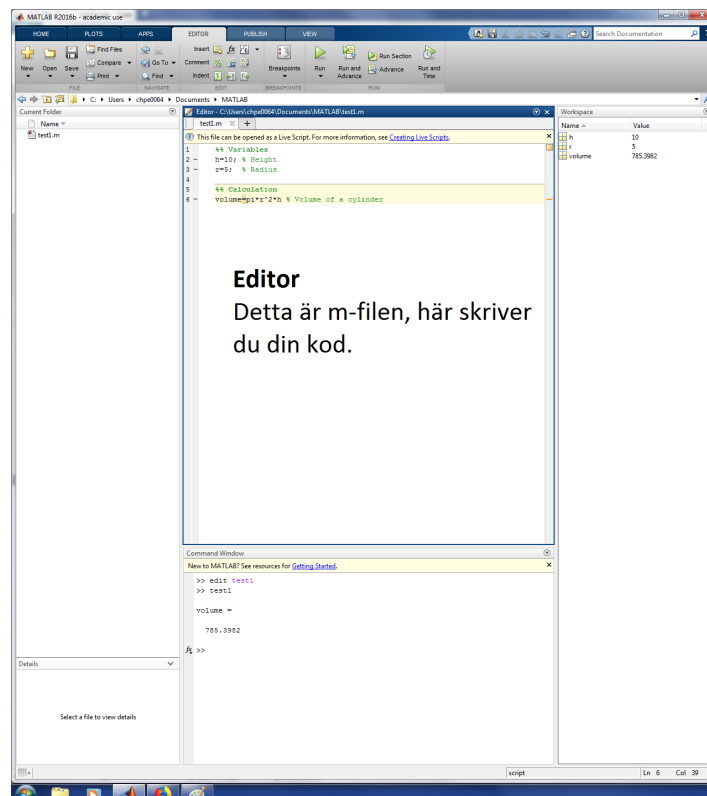 MATLAB R2016b - academic use
HOME PLOTS APPS EDITOR PUBLISH VIEW
Search Documentation
New Open Save Find Files Compare Print
Go To Find
Insert Comment Indent
Breakpoints Run Run and Advance Run Section Advance Run and Time
FILE NAVIGATE EDIT BREAKPOINTS RUN
C: Users chpe0064 Documents MATLAB
Current Folder
Name
test1.m
Editor - C:\Users\chpe0064\Documents\MATLAB\test1.m
test1.m
This file can be opened as a Live Script. For more information, see Creating Live Scripts.
1 %% Variables
2 - h=10; % Height
3 - r=5; % Radius
4
5 %% Calculation
6 - volume=pi*r^2*h % Volume of a cylinder
Editor
Detta är m-filen, här skriver
du din kod.
Workspace
Name Value
h 10
r 5
volume 785.3982
Command Window
New to MATLAB? See resources for Getting Started.
>> edit test1
>> test1
volume =
785.3982
fx >>
Details
Select a file to view details
script Ln 6 Col 39